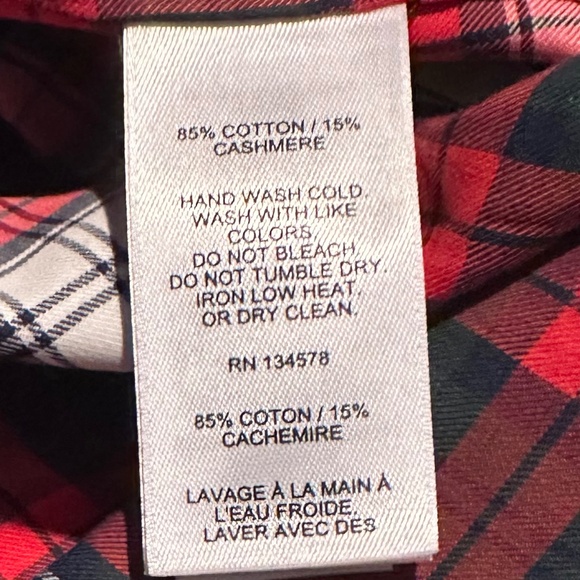 85% COTTON / 15%
CASHMERE
HAND WASH COLD.
WASH WITH LIKE
COLORS.
DO NOT BLEACH.
DO NOT TUMBLE DRY.
IRON LOW HEAT.
OR DRY CLEAN.
RN 134578
85% COTON / 15%
CACHEMIRE
LAVAGE À LA MAIN À
L'EAU FROIDE.
LAVER AVEC DES